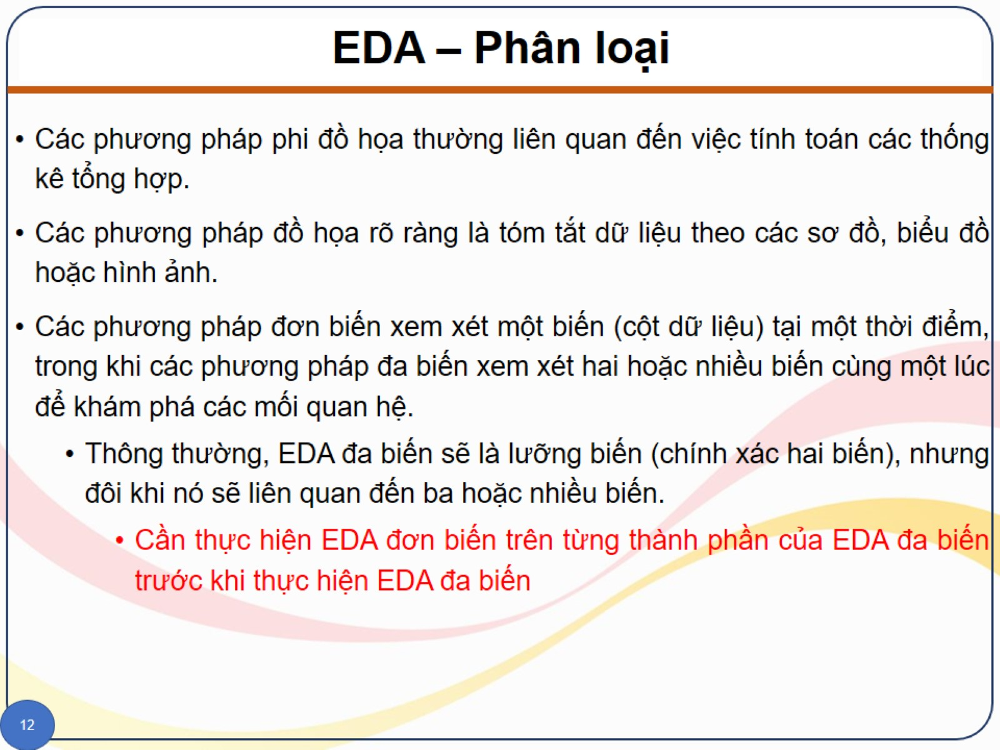 EDA – Phân loại
• Các phương pháp phi đồ họa thường liên quan đến việc tính toán các thống
kê tổng hợp.
• Các phương pháp đồ họa rõ ràng là tóm tắt dữ liệu theo các sơ đồ, biểu đồ
hoặc hình ảnh.
• Các phương pháp đơn biến xem xét một biến (cột dữ liệu) tại một thời điểm,
trong khi các phương pháp đa biến xem xét hai hoặc nhiều biến cùng một lúc
để khám phá các mối quan hệ.
• Thông thường, EDA đa biến sẽ là lưỡng biến (chính xác hai biến), nhưng
đôi khi nó sẽ liên quan đến ba hoặc nhiều biến.
• Cần thực hiện EDA đơn biến trên từng thành phần của EDA đa biến
trước khi thực hiện EDA đa biến
12